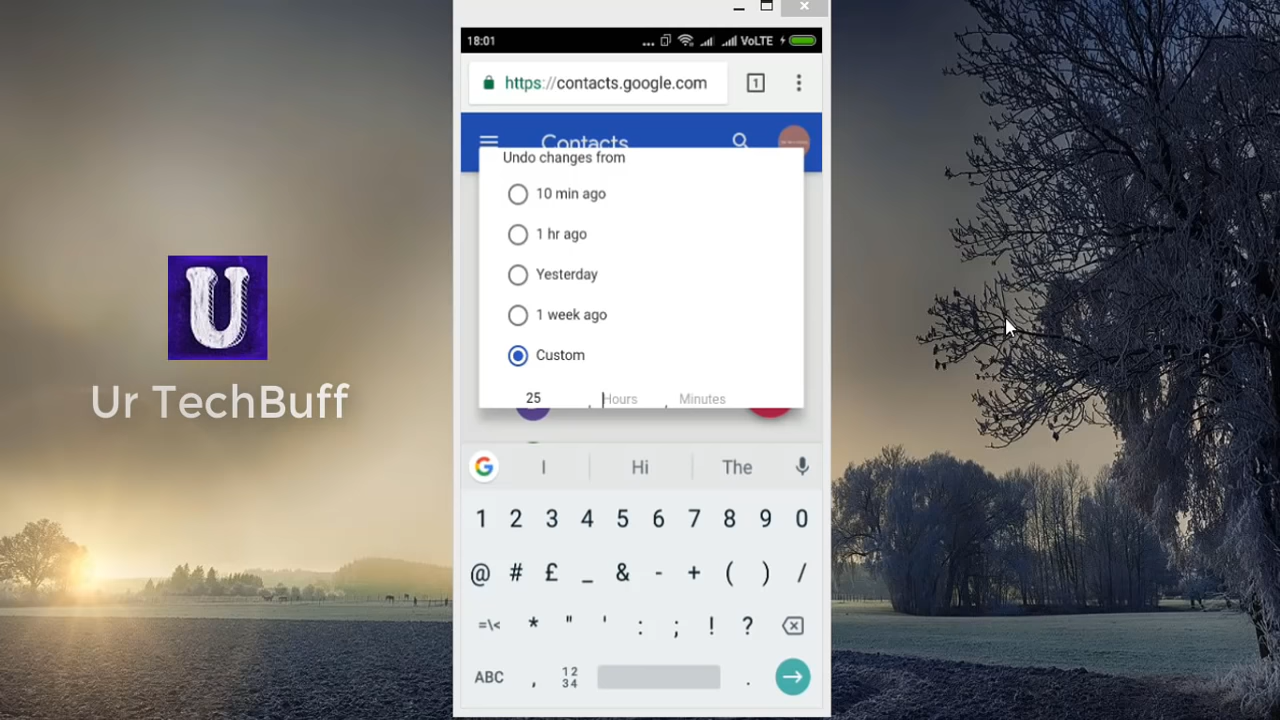 18:01 ... VoLTE
https://contacts.google.com 1
Contacts
Undo changes from
10 min ago
1 hr ago
Yesterday
1 week ago
Custom
25 , Hours , Minutes
U
Ur TechBuff
G I Hi The
1 2 3 4 5 6 7 8 9 0
@ # £ _ & - + ( ) /
=\< * " ' : ; ! ?
ABC , 12 34 .